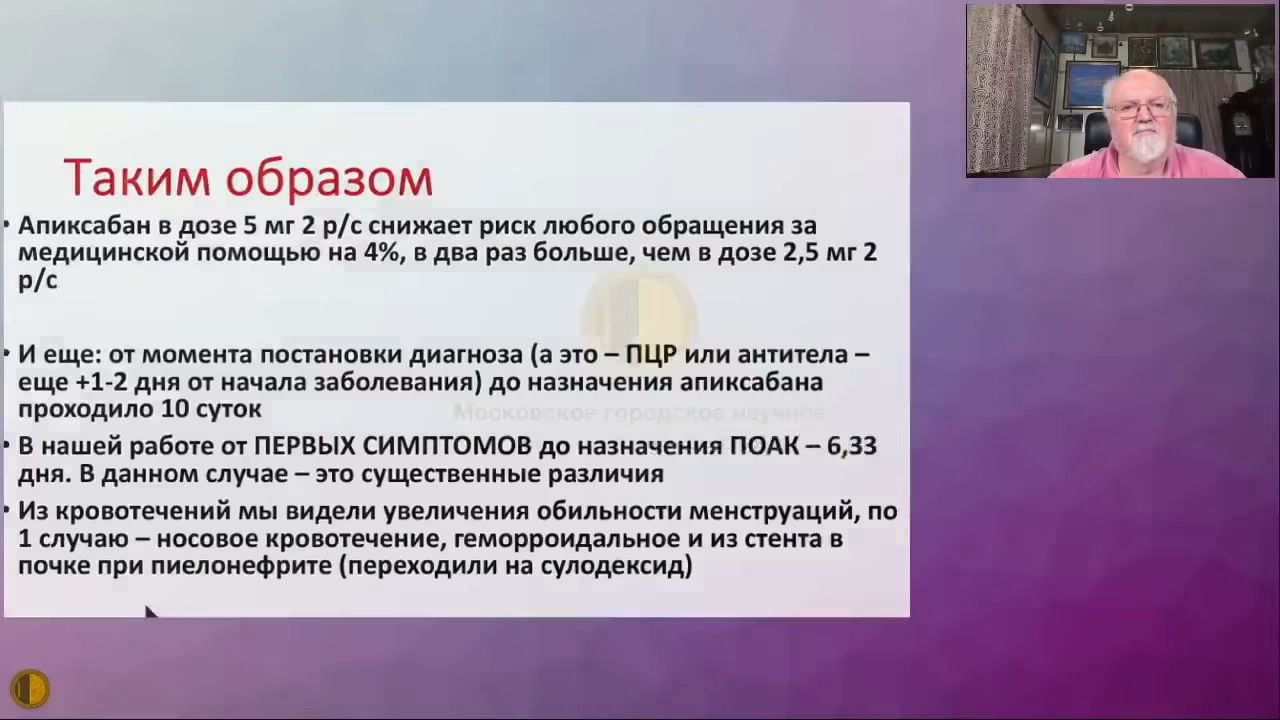 Таким образом
• Апиксабан в дозе 5 мг 2 р/с снижает риск любого обращения за
медицинской помощью на 4%, в два раз больше, чем в дозе 2,5 мг 2
р/с
• И еще: от момента постановки диагноза (а это – ПЦР или антитела –
еще +1-2 дня от начала заболевания) до назначения апиксабана
проходило 10 суток
Московское городское научное
• В нашей работе от ПЕРВЫХ СИМПТОМОВ до назначения ПОАК – 6,33
дня. В данном случае – это существенные различия
• Из кровотечений мы видели увеличения обильности менструаций, по
1 случаю – носовое кровотечение, геморроидальное и из стента в
почке при пиелонефрите (переходили на сулодексид)